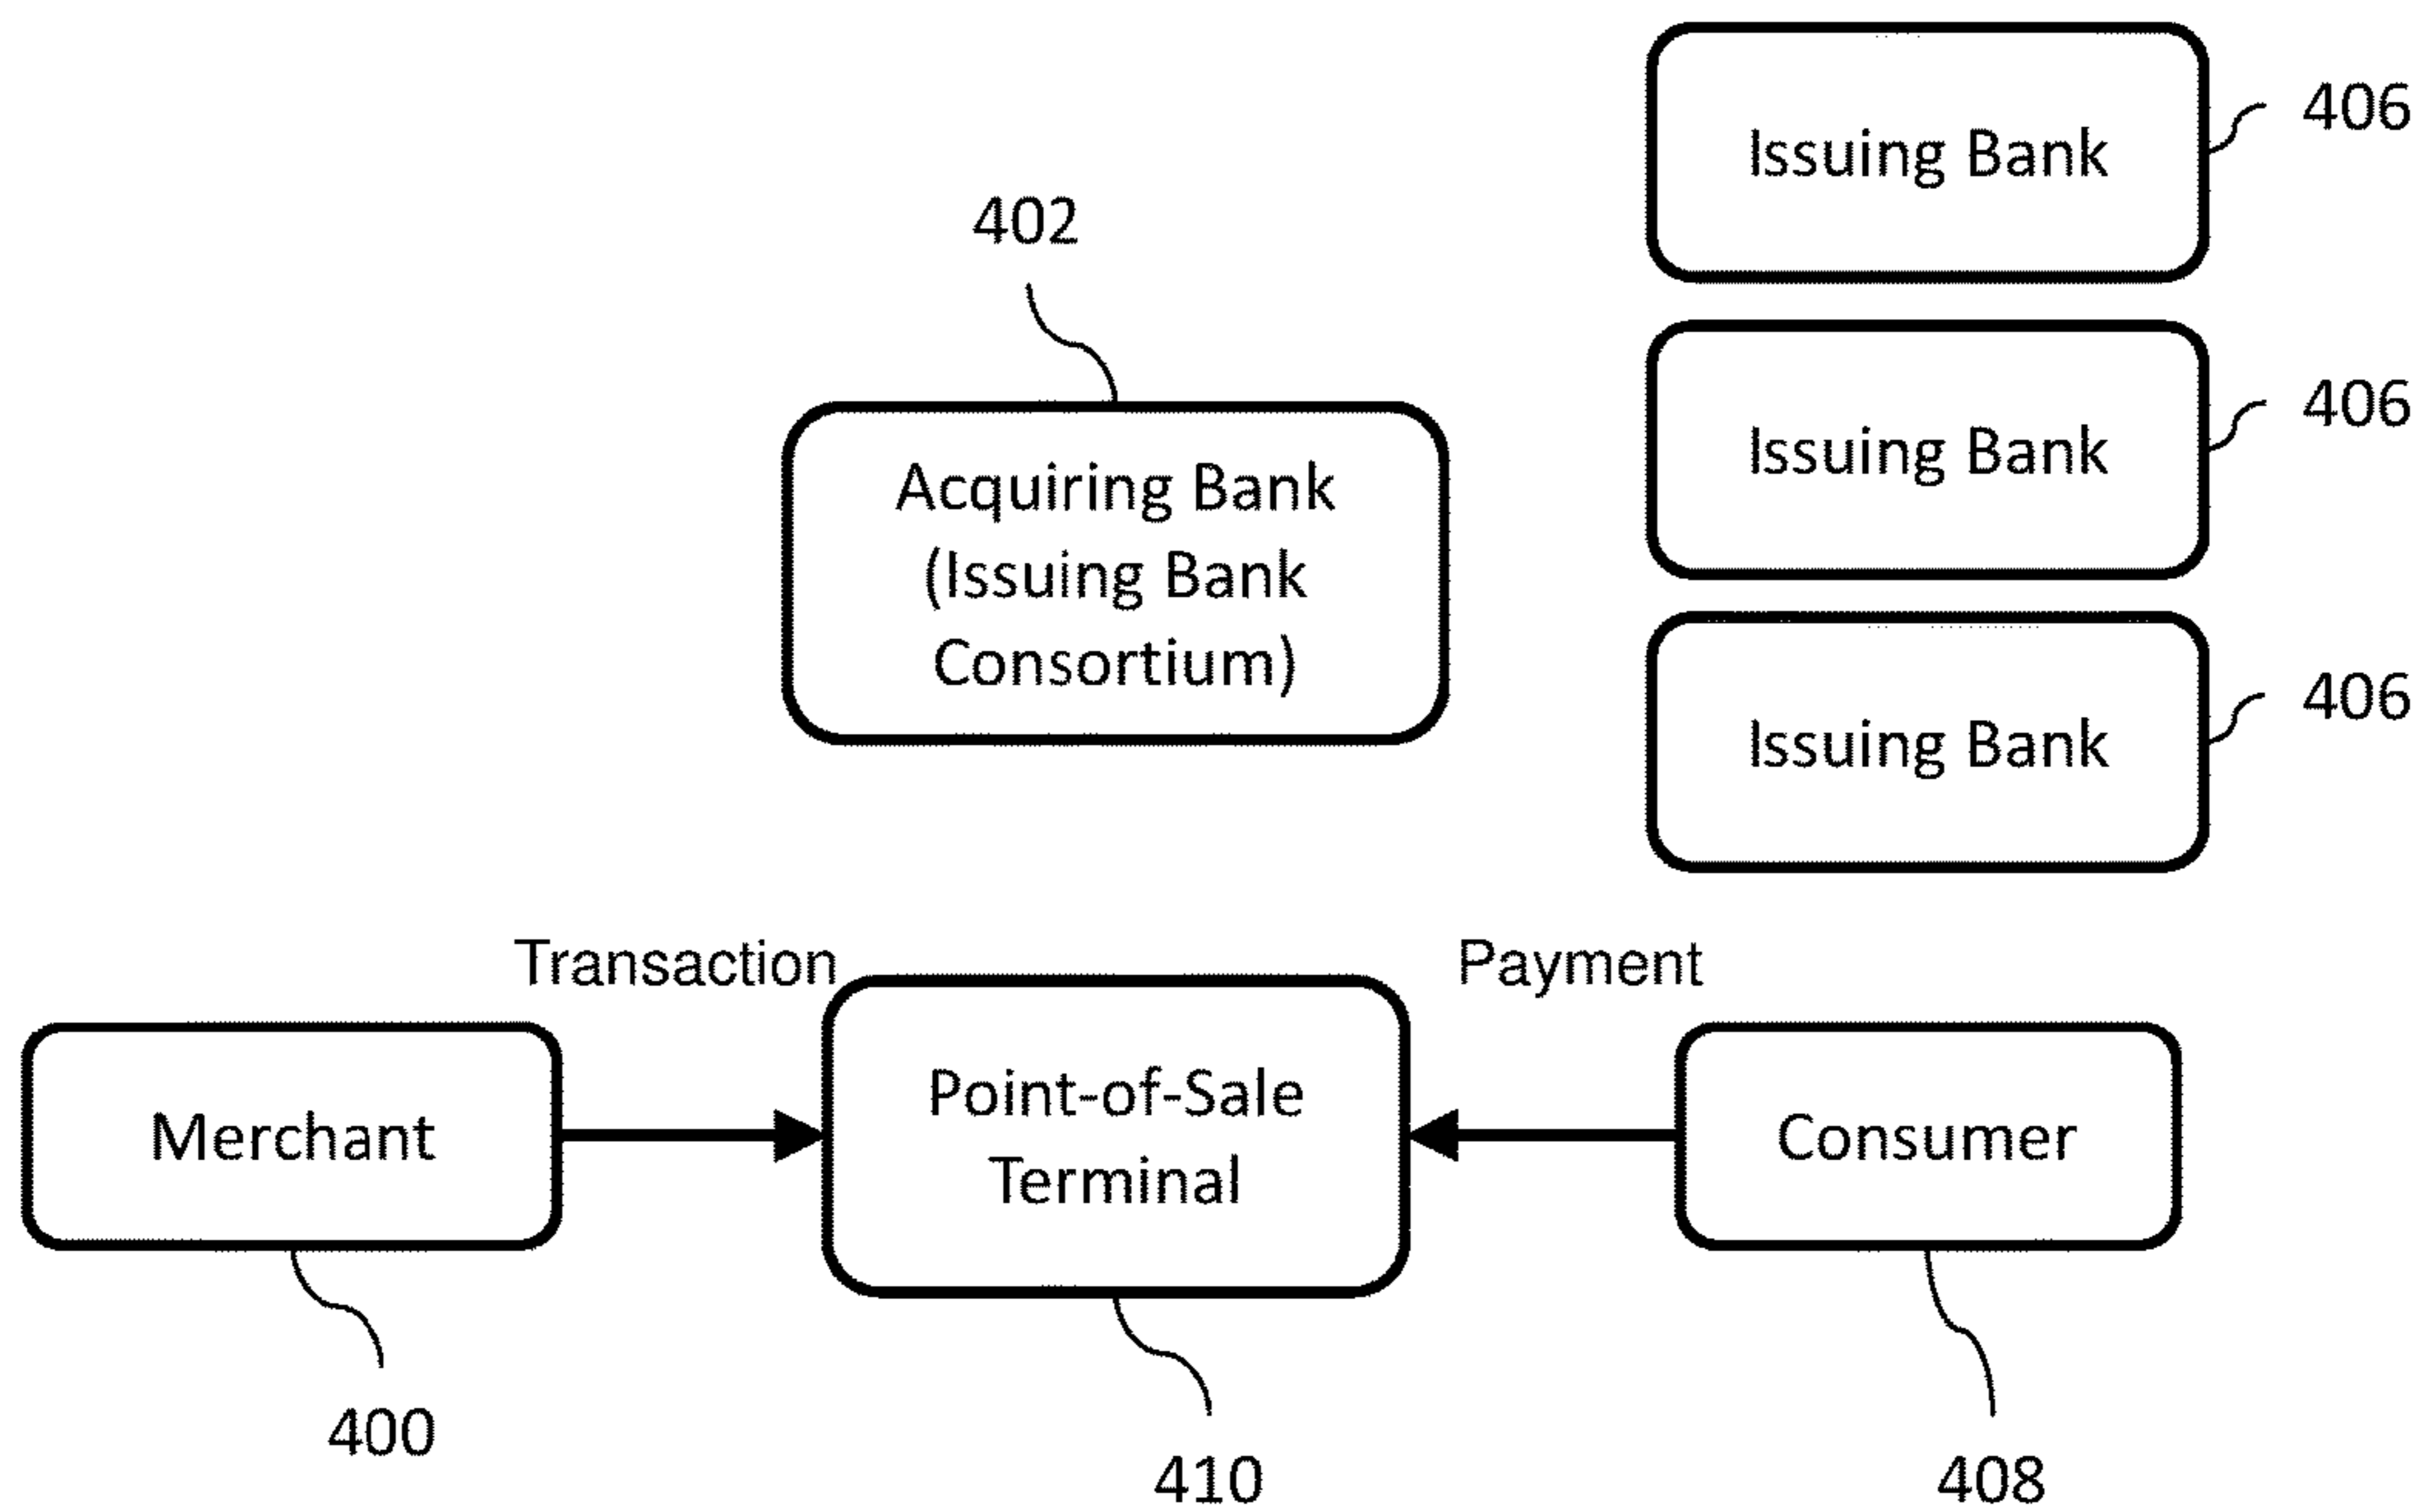 Issuing Bank
406
402
Issuing Bank
406
Acquiring Bank
(Issuing Bank
Consortium)
Issuing Bank
406
Transaction
Payment
Merchant
Point-of-Sale
Terminal
Consumer
400
410
408